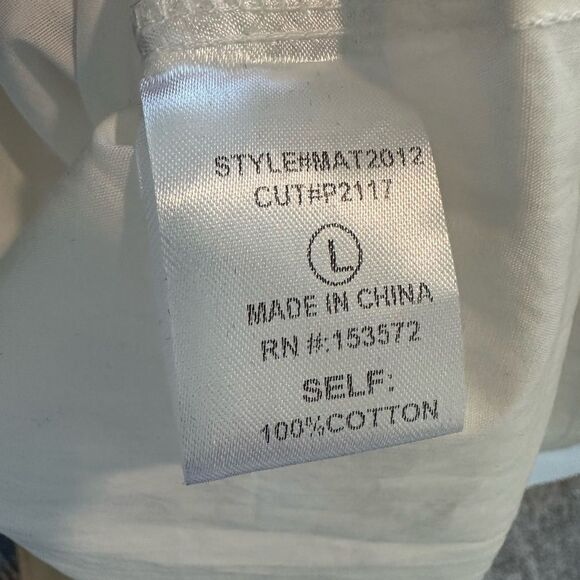 STYLE#MAT2012
CUT#P2117
L
MADE IN CHINA
RN #:153572
SELF:
100%COTTON